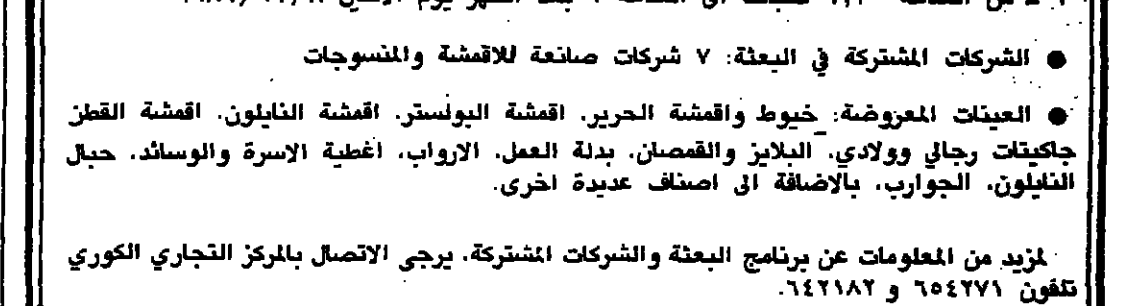 ● الشركات المشتركة في البعثة: ٧ شركات صانعة للاقمشة والمنسوجات
● العينات المعروضة: خيوط واقمشة الحرير. اقمشة البولستر. اقمشة النايلون. اقمشة القطن
جاكيتات رجالي وولادي. البلايز والقمصان. بدلة العمل. الارواب. اغطية الاسرة والوسائد. حبال
النايلون. الجوارب. بالاضافة الى اصناف عديدة اخرى.
لمزيد من المعلومات عن برنامج البعثة والشركات المشتركة. يرجى الاتصال بالمركز التجاري الكوري
تلفون ٦٥٤٢٧١ و ٦٤٢١٨٢.